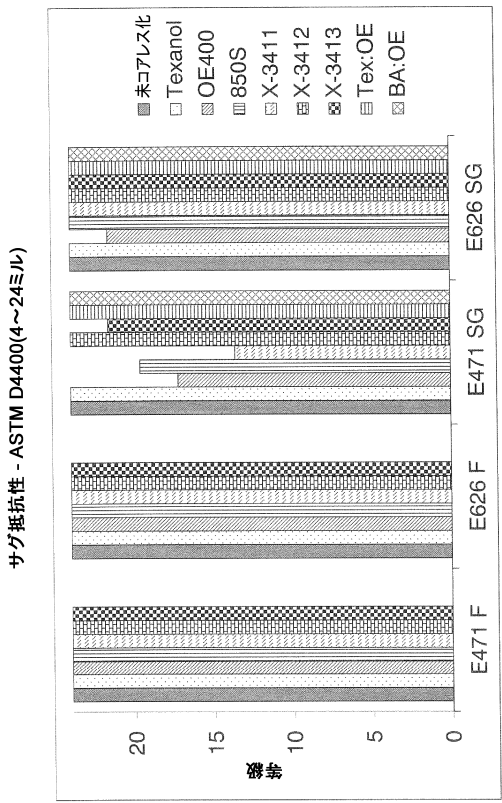 サグ抵抗性 - ASTM D4400(4～24ミル)
等級
20
15
10
5
0
E471 F
E626 F
E471 SG
E626 SG
未コアレス化
Texanol
OE400
850S
X-3411
X-3412
X-3413
Tex:OE
BA:OE